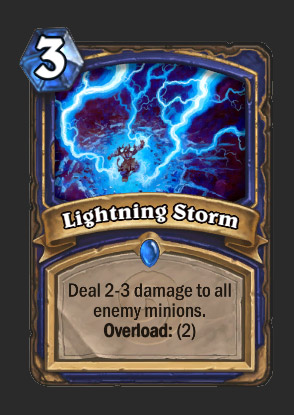 3
Lightning Storm
Deal 2-3 damage to all
enemy minions.
Overload: (2)